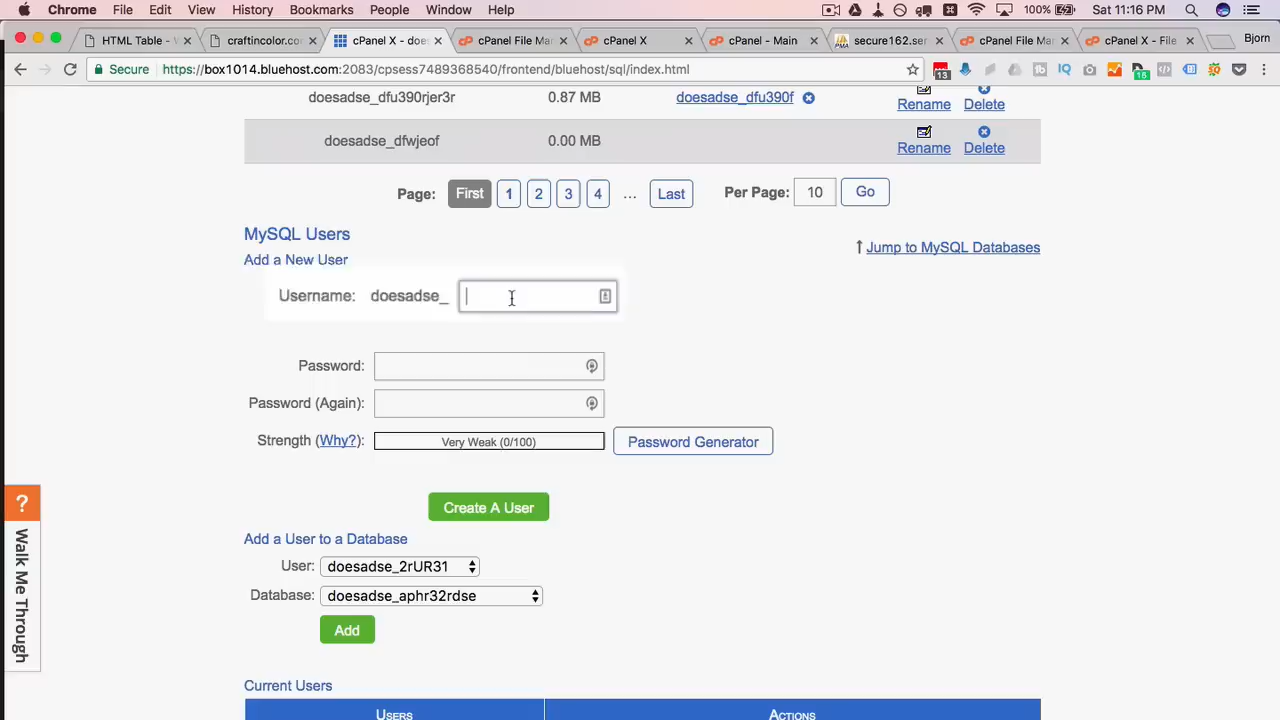 Chrome File Edit View History Bookmarks People Window Help 100% Sat 11:16 PM
HTML Table - W craftincolor.co cPanel X - does cPanel File Mar cPanel X cPanel - Main secure162.ser cPanel File Mar cPanel X - File Bjorn
Secure https://box1014.bluehost.com:2083/cpsess7489368540/frontend/bluehost/sql/index.html 13 16
doesadse_dfu390rjer3r 0.87 MB doesadse_dfu390f Rename Delete
doesadse_dfwjeof 0.00 MB Rename Delete
Page: First 1 2 3 4 ... Last Per Page: 10 Go
MySQL Users
Jump to MySQL Databases
Add a New User
Username: doesadse_
Password:
Password (Again):
Strength (Why?): Very Weak (0/100) Password Generator
Create A User
Add a User to a Database
User: doesadse_2rUR31
Database: doesadse_aphr32rdse
Add
Current Users
Users Actions
? Walk Me Through